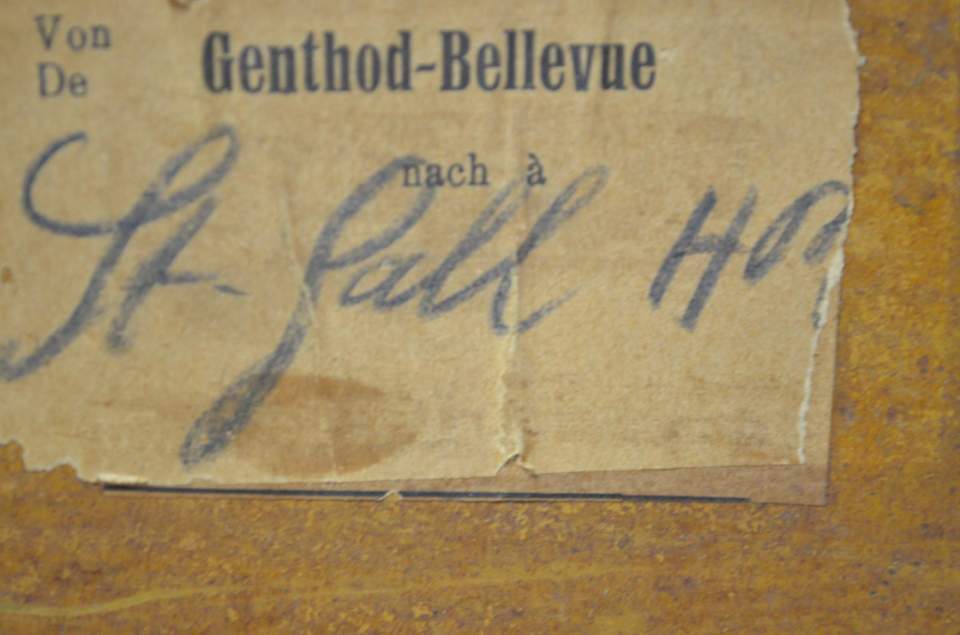 Von
De
Genthod-Bellevue
nach à
St. Gall